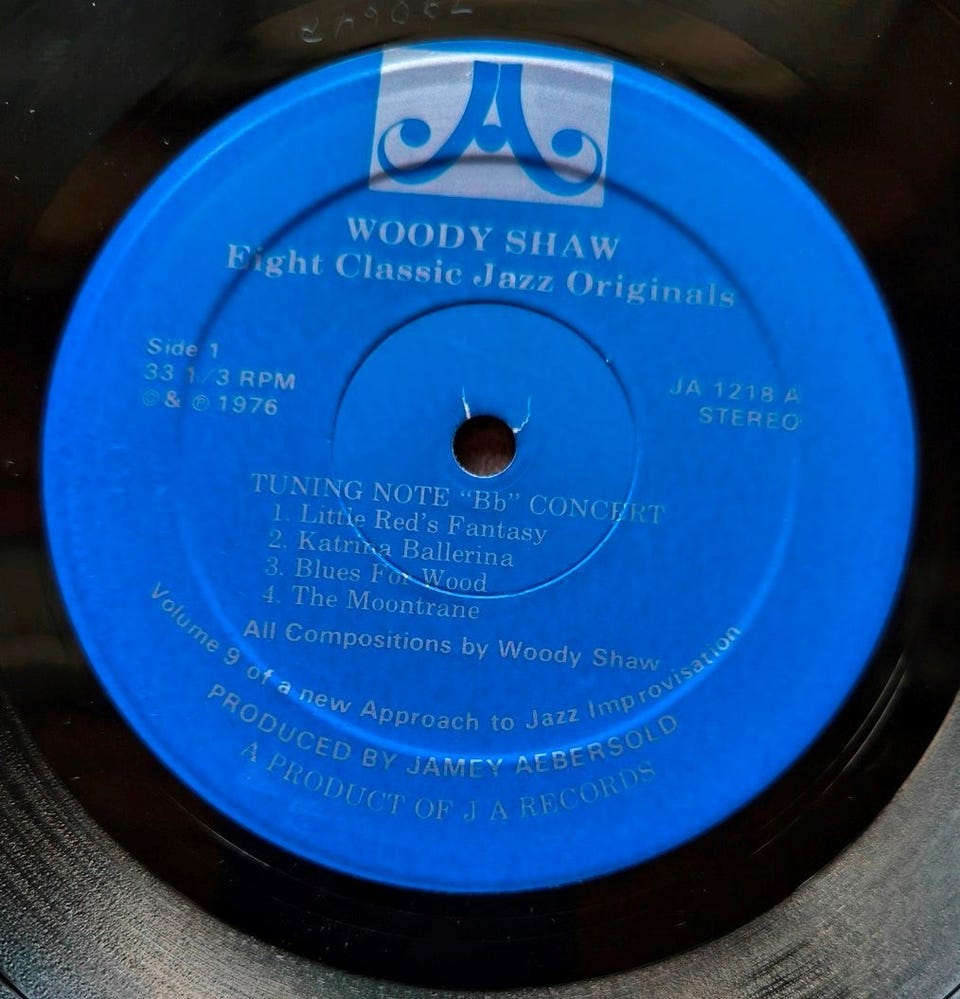 WOODY SHAW
Eight Classic Jazz Originals
Side 1
33 1/3 RPM
©& ℗ 1976
JA 1218 A
STEREO
TUNING NOTE “Bb” CONCERT
1. Little Red's Fantasy
2. Katrina Ballerina
3. Blues For Wood
4. The Moontrane
All Compositions by Woody Shaw
Volume 9 of a new Approach to Jazz Improvisation
PRODUCED BY JAMEY AEBERSOLD
A PRODUCT OF J A RECORDS